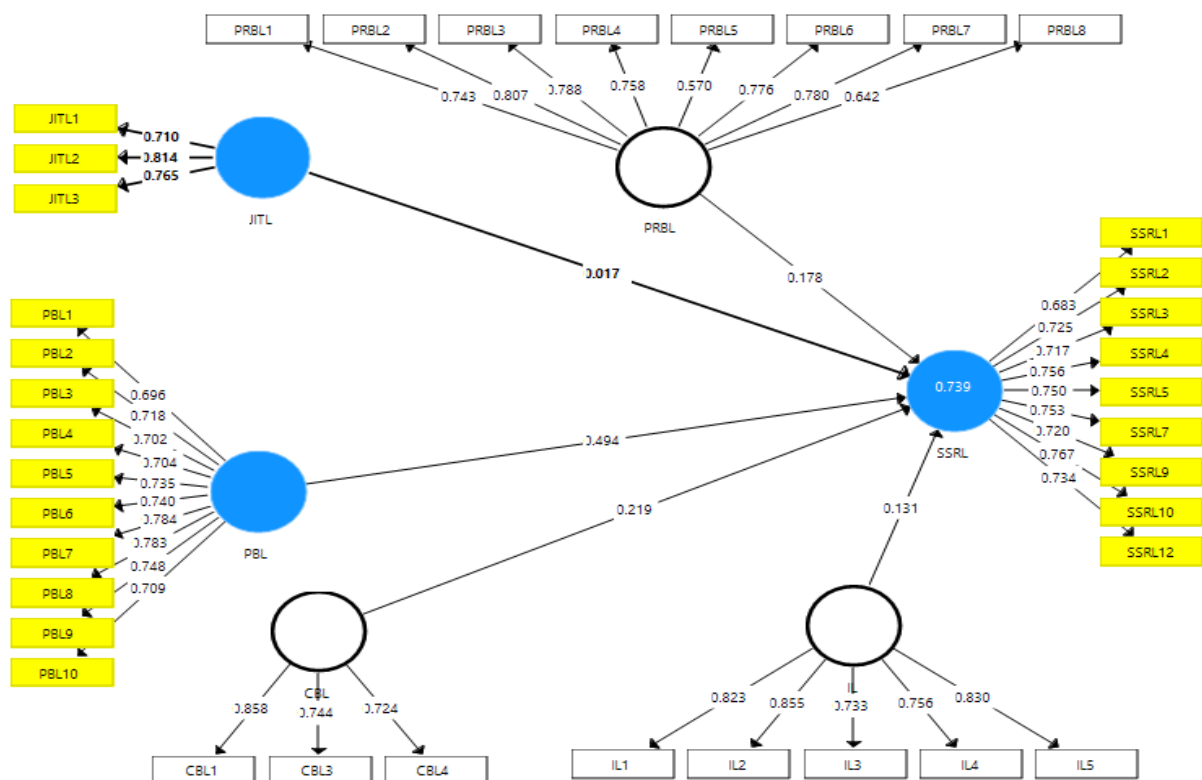 PRBL1 PRBL2 PRBL3 PRBL4 PRBL5 PRBL6 PRBL7 PRBL8
0.743 0.807 0.788 0.758 0.570 0.776 0.780 0.642
PRBL
JITL1
JITL2
JITL3
0.710
0.814
0.765
JITL
0.017
0.178
PBL1
PBL2
PBL3
PBL4
PBL5
PBL6
PBL7
PBL8
PBL9
PBL10
0.696
0.718
0.702
0.704
0.735
0.740
0.784
0.783
0.748
0.709
PBL
0.494
0.219
0.131
0.739
SSRL
0.683
0.725
0.717
0.756
0.750
0.753
0.720
0.767
0.734
SSRL1
SSRL2
SSRL3
SSRL4
SSRL5
SSRL7
SSRL9
SSRL10
SSRL12
CBL
0.858 0.744 0.724
CBL1 CBL3 CBL4
IL
0.823 0.855 0.733 0.756 0.830
IL1 IL2 IL3 IL4 IL5